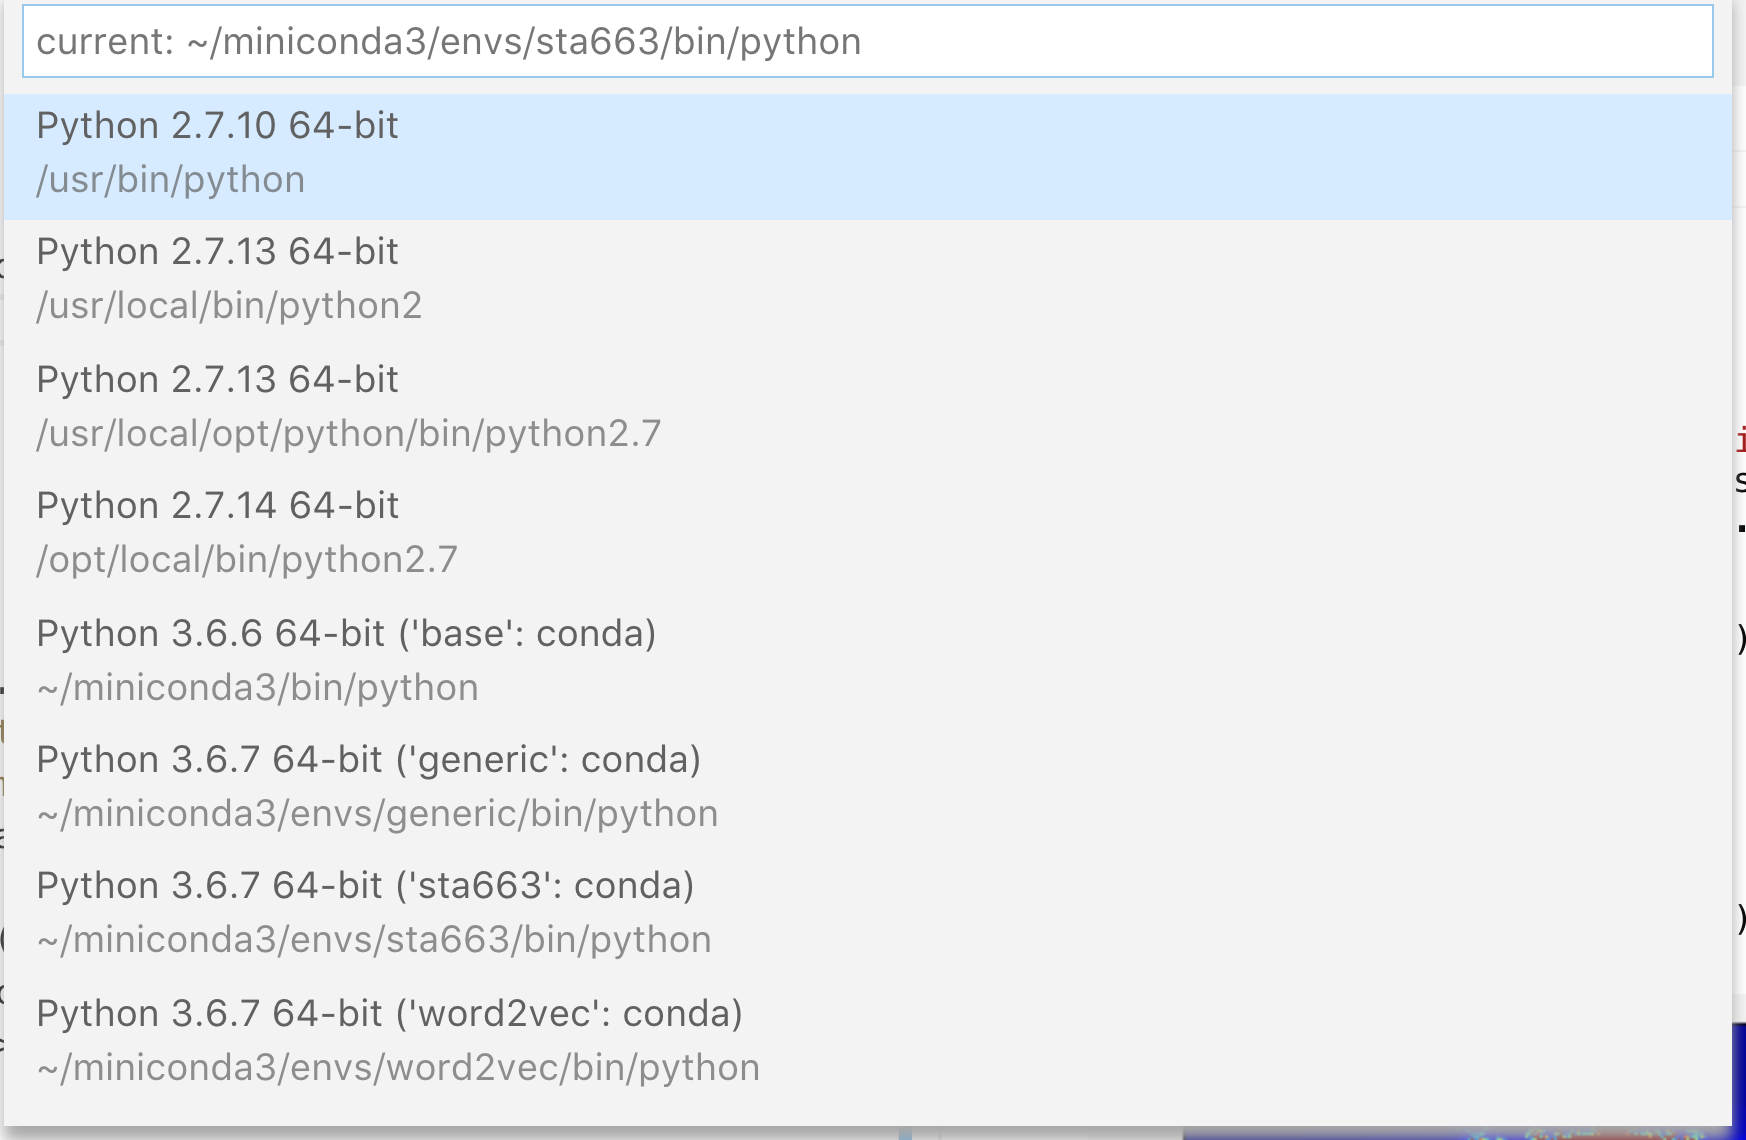 current: ~/miniconda3/envs/sta663/bin/python
Python 2.7.10 64-bit
/usr/bin/python
Python 2.7.13 64-bit
/usr/local/bin/python2
Python 2.7.13 64-bit
/usr/local/opt/python/bin/python2.7
Python 2.7.14 64-bit
/opt/local/bin/python2.7
Python 3.6.6 64-bit ('base': conda)
~/miniconda3/bin/python
Python 3.6.7 64-bit ('generic': conda)
~/miniconda3/envs/generic/bin/python
Python 3.6.7 64-bit ('sta663': conda)
~/miniconda3/envs/sta663/bin/python
Python 3.6.7 64-bit ('word2vec': conda)
~/miniconda3/envs/word2vec/bin/python